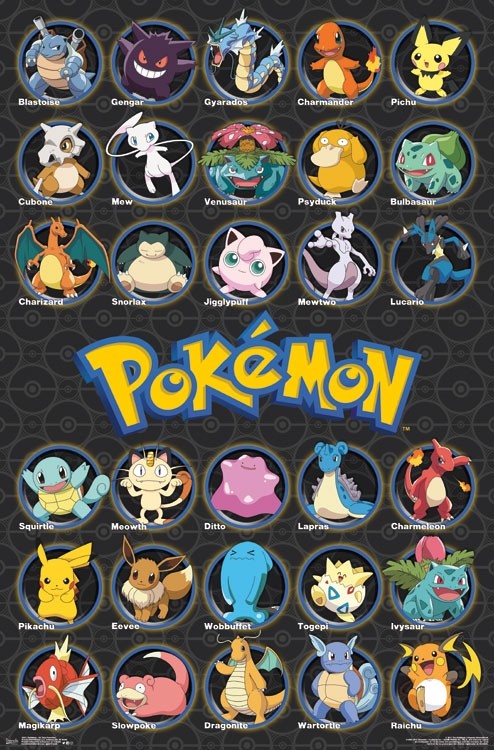 Blastoise Gengar Gyarados Charmander Pichu
Cubone Mew Venusaur Psyduck Bulbasaur
Charizard Snorlax Jigglypuff Mewtwo Lucario
POKéMON
TM
Squirtle Meowth Ditto Lapras Charmeleon
Pikachu Eevee Wobbuffet Togepi Ivysaur
Magikarp Slowpoke Dragonite Wartortle Raichu